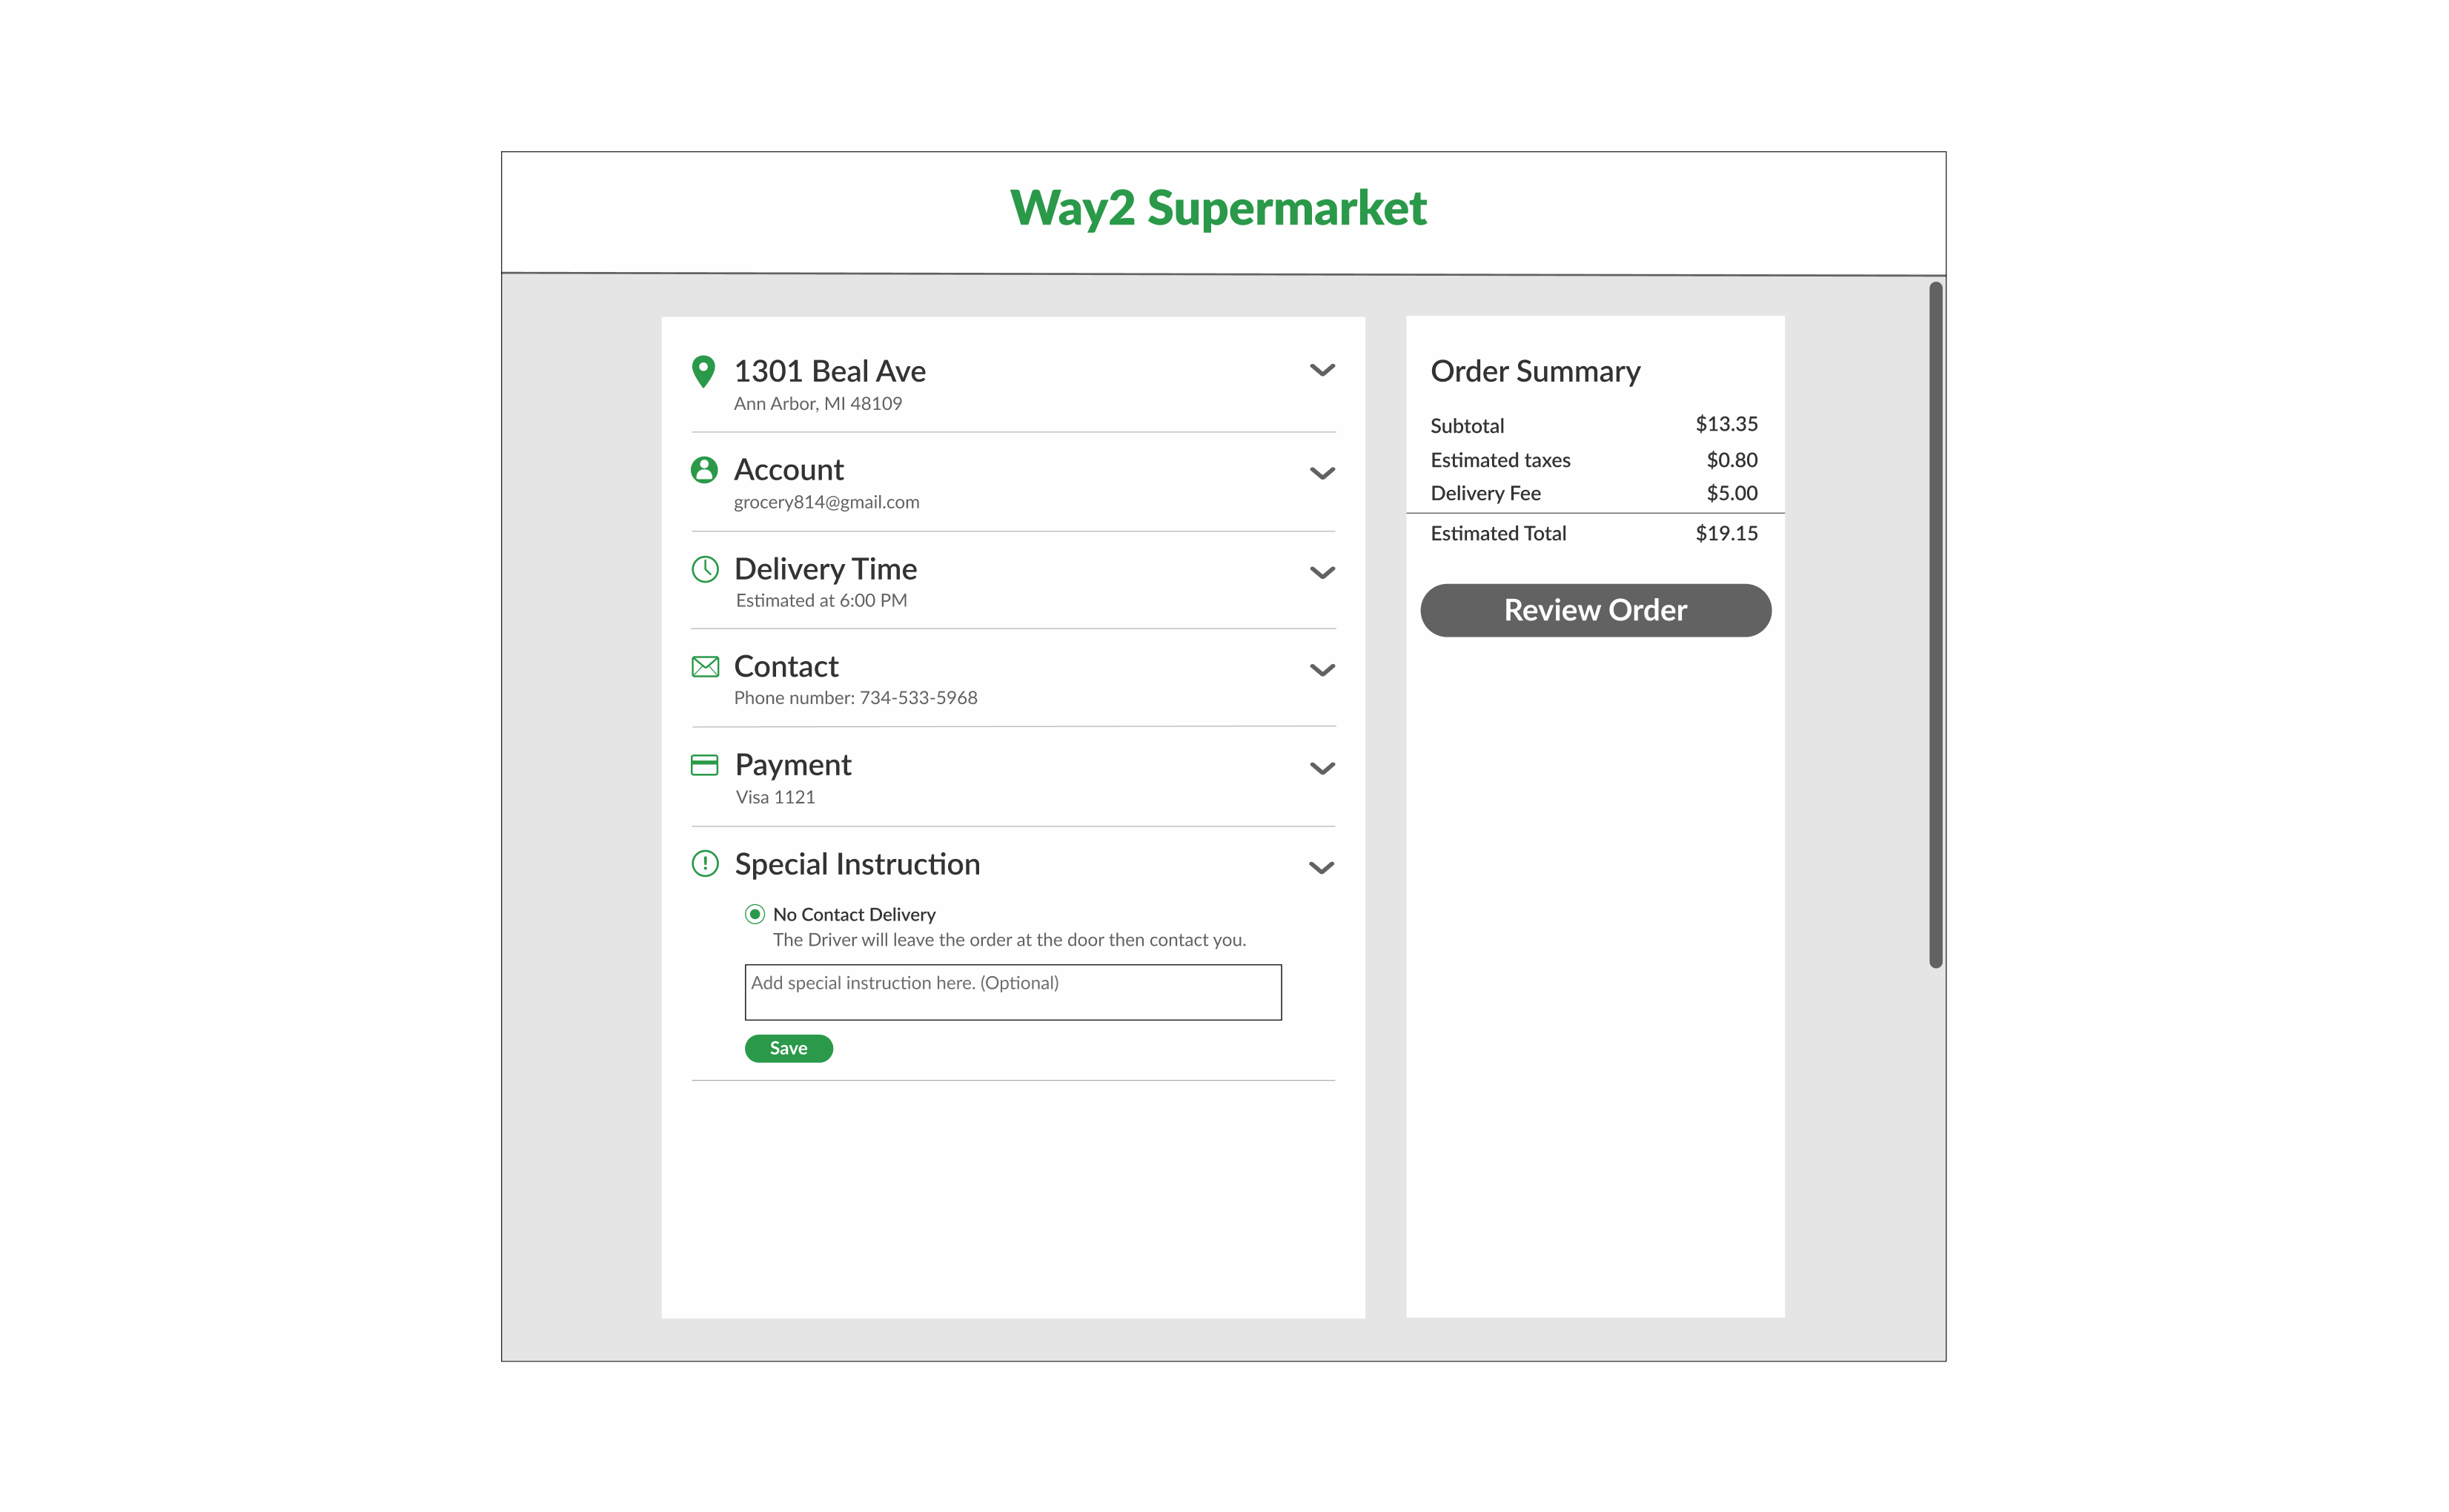 Way2 Supermarket
1301 Beal Ave
Ann Arbor, MI 48109
Account
grocery814@gmail.com
Delivery Time
Estimated at 6:00 PM
Contact
Phone number: 734-533-5968
Payment
Visa 1121
Special Instruction
No Contact Delivery
The Driver will leave the order at the door then contact you.
Add special instruction here. (Optional)
Save
Order Summary
Subtotal $13.35
Estimated taxes $0.80
Delivery Fee $5.00
Estimated Total $19.15
Review Order